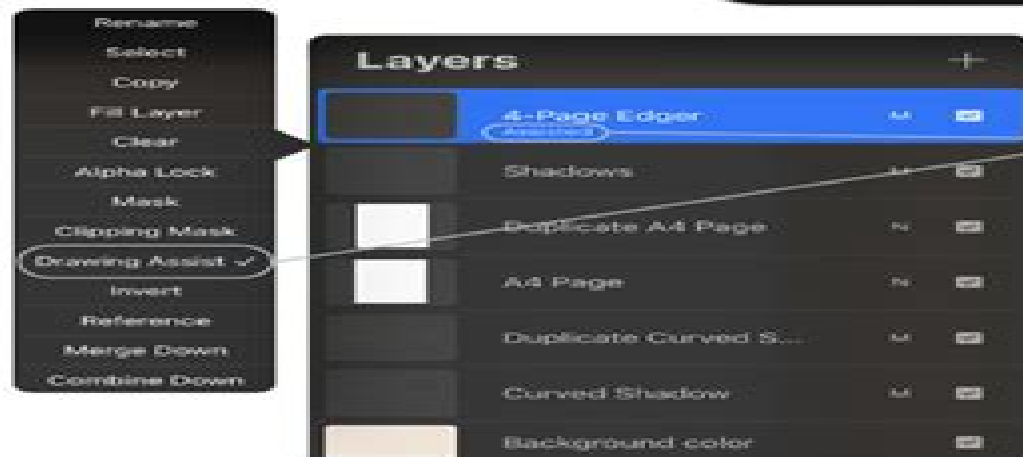 Rename
Select
Copy
Fill Layer
Clear
Alpha Lock
Mask
Clipping Mask
Drawing Assist ✓
Invert
Reference
Merge Down
Combine Down
Layers +
4-Page Edger M
Assisted
Shadows M
Duplicate A4 Page N
A4 Page N
Duplicate Curved S... M
Curved Shadow M
Background color